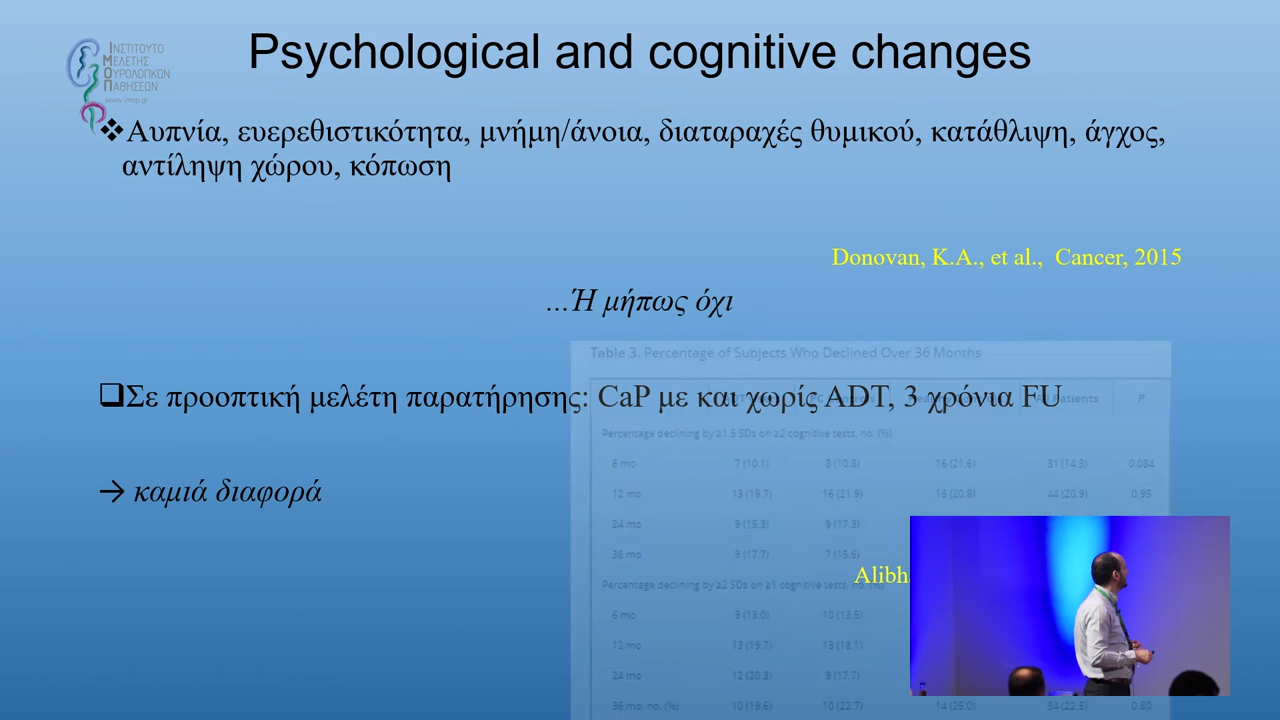 ΙΝΣΤΙΤΟΥΤΟ
ΜΕΛΕΤΗΣ
ΟΥΡΟΛΟΓΙΚΩΝ
ΠΑΘΗΣΕΩΝ
www.imop.gr
Psychological and cognitive changes
❖Αυπνία, ευερεθιστικότητα, μνήμη/άνοια, διαταραχές θυμικού, κατάθλιψη, άγχος,
αντίληψη χώρου, κόπωση
Donovan, K.A., et al., Cancer, 2015
...Ή μήπως όχι
Table 3. Percentage of Subjects Who Declined Over 36 Months
❑Σε προοπτική μελέτη παρατήρησης: CaP με και χωρίς ADT, 3 χρόνια FU
Patients P
Percentage declining by ≥1.5 SDs on ≥2 cognitive tests, no. (%)
6 mo 7 (10.1) 8 (10.8) 16 (21.6) 31 (14.3) 0.084
→ καμιά διαφορά
12 mo 13 (19.7) 16 (21.9) 15 (20.8) 44 (20.9) 0.95
24 mo 9 (15.3) 9 (17.3)
36 mo 9 (17.7) 7 (15.6)
Alibh
Percentage declining by ≥2 SDs on ≥1 cognitive tests, no.
6 mo 9 (13.0) 10 (13.5)
12 mo 13 (19.7) 13 (18.1)
24 mo 12 (20.3) 9 (17.7)
36 mo, no. (%) 10 (19.6) 10 (22.7) 14 (25.0) 34 (22.5) 0.80